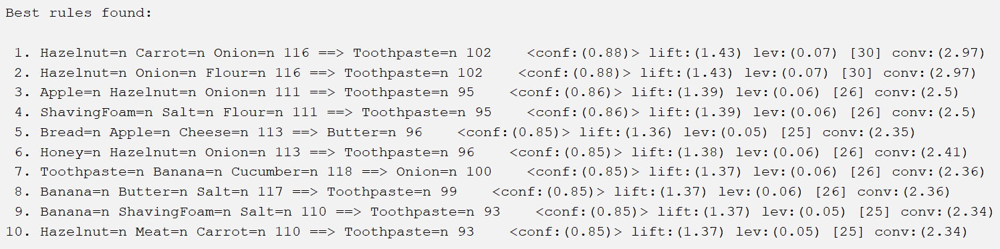 Best rules found:
1. Hazelnut=n Carrot=n Onion=n 116 ==> Toothpaste=n 102 <conf:(0.88)> lift:(1.43) lev:(0.07) [30] conv:(2.97)
2. Hazelnut=n Onion=n Flour=n 116 ==> Toothpaste=n 102 <conf:(0.88)> lift:(1.43) lev:(0.07) [30] conv:(2.97)
3. Apple=n Hazelnut=n Onion=n 111 ==> Toothpaste=n 95 <conf:(0.86)> lift:(1.39) lev:(0.06) [26] conv:(2.5)
4. ShavingFoam=n Salt=n Flour=n 111 ==> Toothpaste=n 95 <conf:(0.86)> lift:(1.39) lev:(0.06) [26] conv:(2.5)
5. Bread=n Apple=n Cheese=n 113 ==> Butter=n 96 <conf:(0.85)> lift:(1.36) lev:(0.05) [25] conv:(2.35)
6. Honey=n Hazelnut=n Onion=n 113 ==> Toothpaste=n 96 <conf:(0.85)> lift:(1.38) lev:(0.06) [26] conv:(2.41)
7. Toothpaste=n Banana=n Cucumber=n 118 ==> Onion=n 100 <conf:(0.85)> lift:(1.37) lev:(0.06) [26] conv:(2.36)
8. Banana=n Butter=n Salt=n 117 ==> Toothpaste=n 99 <conf:(0.85)> lift:(1.37) lev:(0.06) [26] conv:(2.36)
9. Banana=n ShavingFoam=n Salt=n 110 ==> Toothpaste=n 93 <conf:(0.85)> lift:(1.37) lev:(0.05) [25] conv:(2.34)
10. Hazelnut=n Meat=n Carrot=n 110 ==> Toothpaste=n 93 <conf:(0.85)> lift:(1.37) lev:(0.05) [25] conv:(2.34)